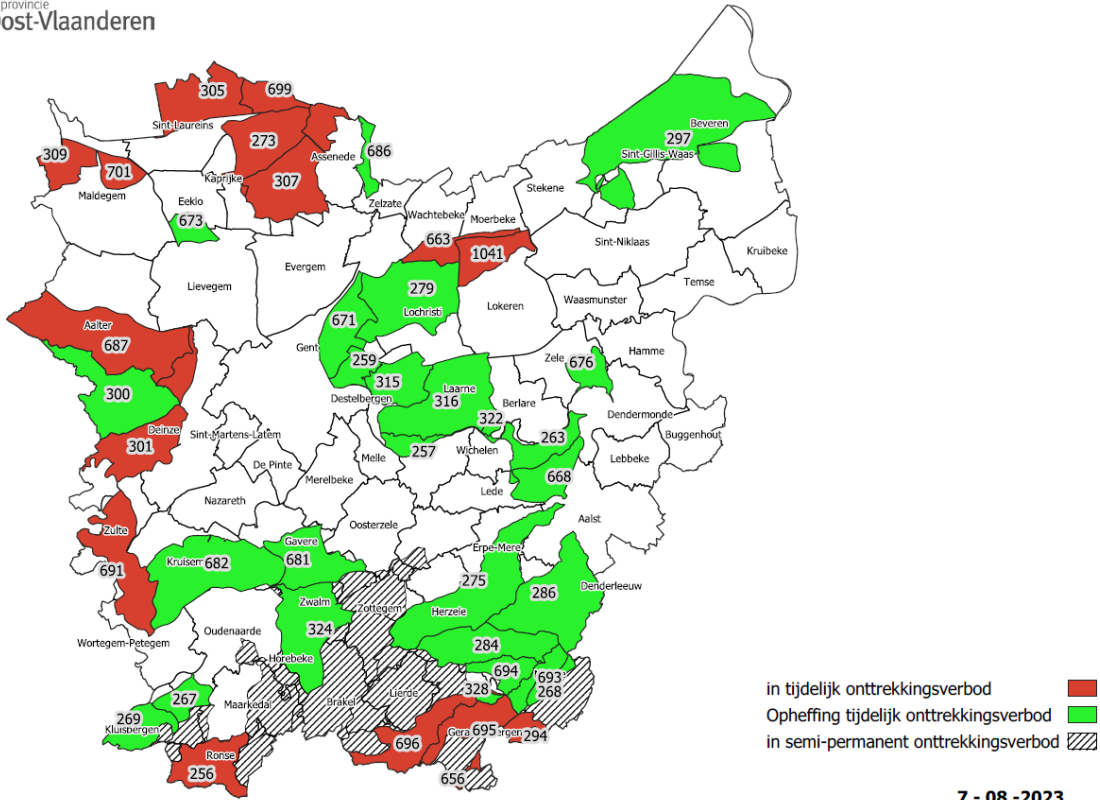 provincie
Oost-Vlaanderen
305
699
Sint-Laureins
273
Beveren
297
309
701
Assenede
686
Sint-Gillis-Waas
Kaprijke
307
Maldegem
Eeklo
Stekene
Zelzate
673
Wachtebeke
Moerbeke
663
1041
Sint-Niklaas
Kruibeke
Evergem
Lievegem
279
Temse
Waasmunster
Lokeren
Lochristi
671
Aalter
687
Gent
259
Zele
676
Hamme
315
Laarne
316
300
Destelbergen
Berlare
322
Dendermonde
Deinze
Sint-Martens-Latem
263
Buggenhout
301
257
Wichelen
Melle
Lebbeke
De Pinte
668
Merelbeke
Lede
Nazareth
Aalst
Oosterzele
Zulte
Gavere
681
Erpe-Mere
Kruisem
682
691
275
Denderleeuw
286
Zwalm
Zottegem
Herzele
324
Oudenaarde
Wortegem-Petegem
284
Horebeke
694
693
328
268
267
Lierde
Maarkedal
Brakel
269
Kluisbergen
695
294
696
Ronse
256
656
in tijdelijk onttrekkingsverbod
Opheffing tijdelijk onttrekkingsverbod
in semi-permanent onttrekkingsverbod
7 - 08 -2023